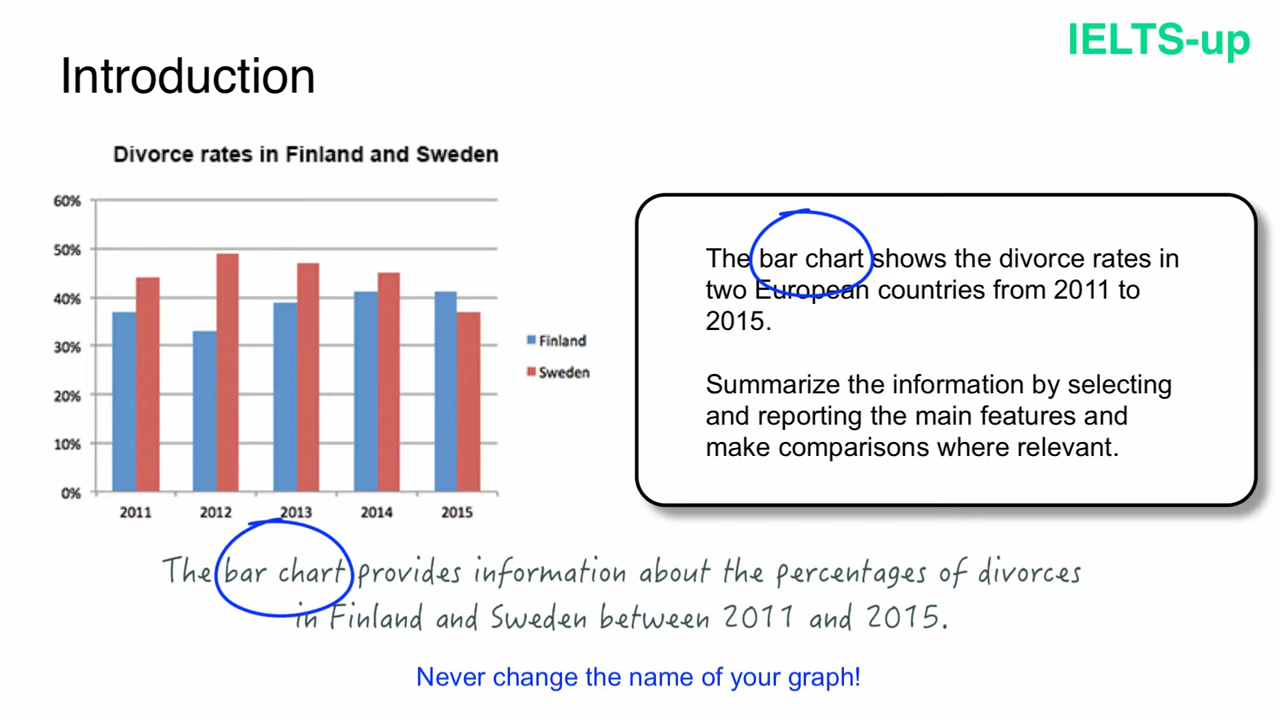 IELTS-up
Introduction
Divorce rates in Finland and Sweden
60%
50%
40%
30%
20%
10%
0%
2011 2012 2013 2014 2015
Finland
Sweden
The bar chart shows the divorce rates in
two European countries from 2011 to
2015.
Summarize the information by selecting
and reporting the main features and
make comparisons where relevant.
The bar chart provides information about the percentages of divorces
in Finland and Sweden between 2011 and 2015.
Never change the name of your graph!